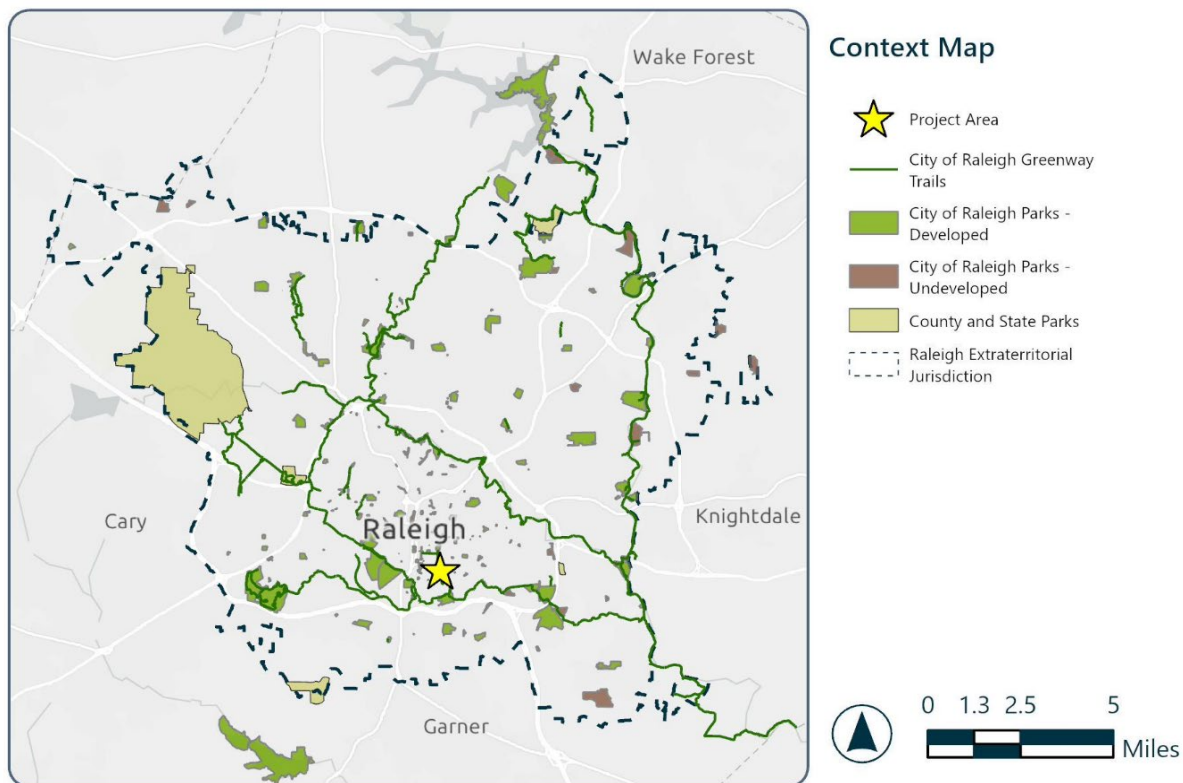 Wake Forest
Cary
Raleigh
Knightdale
Garner
Context Map
Project Area
City of Raleigh Greenway
Trails
City of Raleigh Parks -
Developed
City of Raleigh Parks -
Undeveloped
County and State Parks
Raleigh Extraterritorial
Jurisdiction
0 1.3 2.5 5
Miles